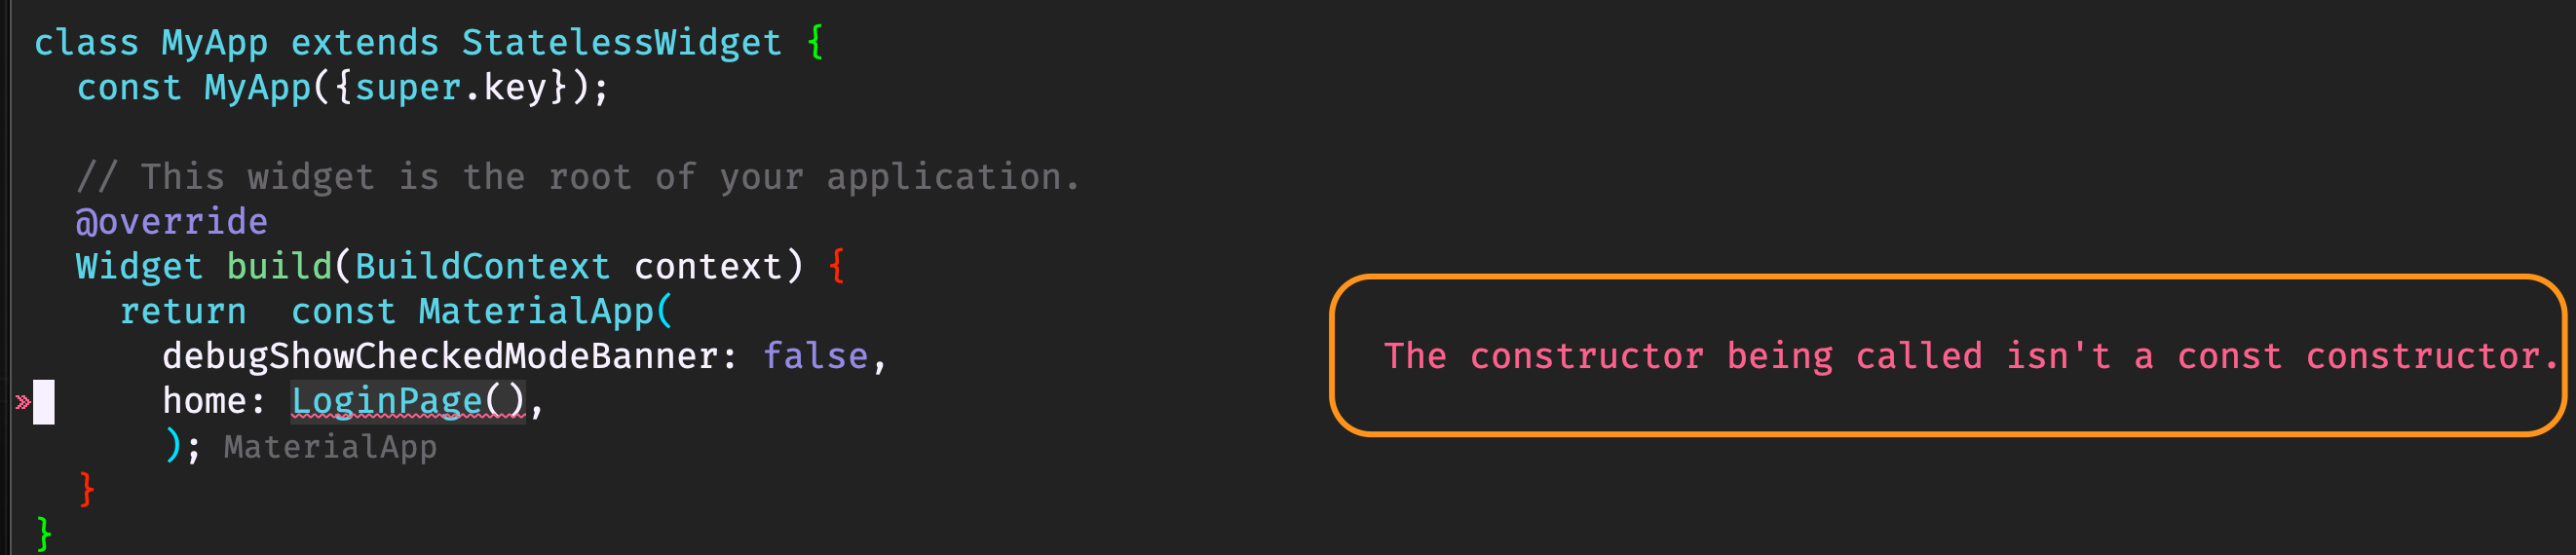 class MyApp extends StatelessWidget {
  const MyApp({super.key});

  // This widget is the root of your application.
  @override
  Widget build(BuildContext context) {
    return  const MaterialApp(
      debugShowCheckedModeBanner: false,
      The constructor being called isn't a const constructor.
»     home: LoginPage(),
      ); MaterialApp
  }
}